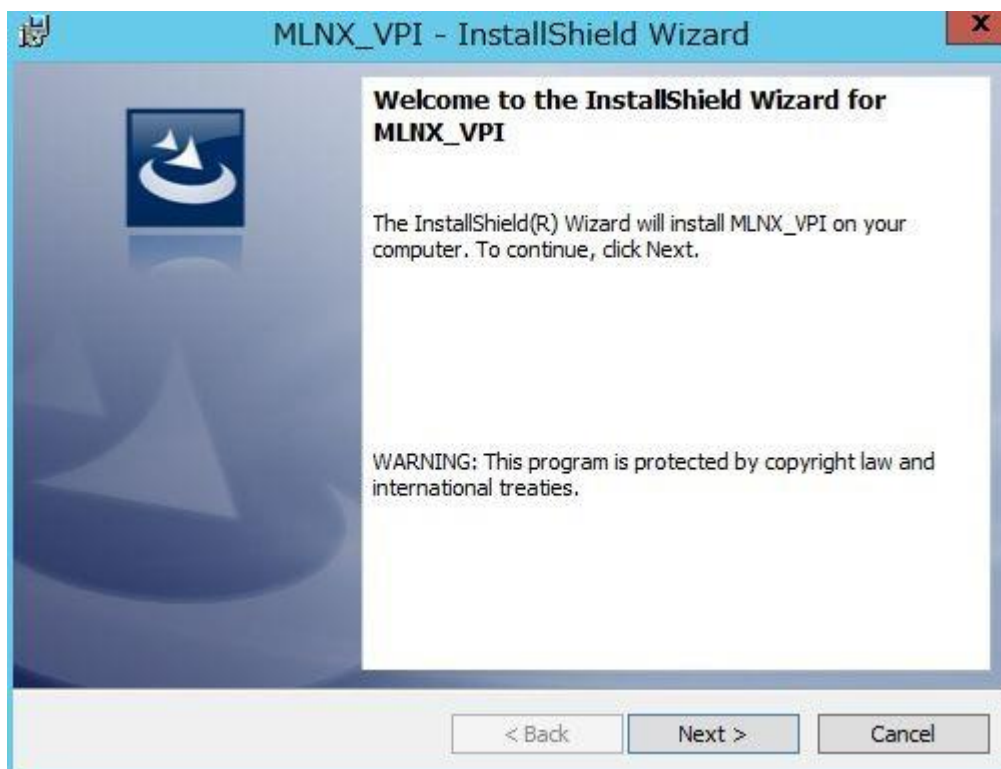 MLNX_VPI - InstallShield Wizard
x
Welcome to the InstallShield Wizard for
MLNX_VPI
The InstallShield(R) Wizard will install MLNX_VPI on your
computer. To continue, click Next.
WARNING: This program is protected by copyright law and
international treaties.
< Back
Next >
Cancel